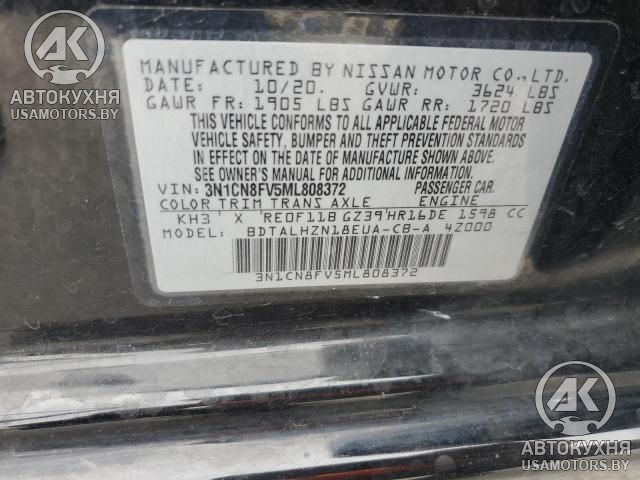 AK
АВТОКУХНЯ
USAMOTORS.BY
MANUFACTURED BY NISSAN MOTOR CO.,LTD.
DATE: 10/20. GVWR: 3624 LBS
GAWR FR: 1905 LBS GAWR RR: 1720 LBS
THIS VEHICLE CONFORMS TO ALL APPLICABLE FEDERAL MOTOR
VEHICLE SAFETY, BUMPER AND THEFT PREVENTION STANDARDS
IN EFFECT ON THE DATE OF MANUFACTURE SHOWN ABOVE.
SEE OWNER'S MANUAL FOR ADDITIONAL INFORMATION.
VIN: 3N1CN8FV5ML808372 PASSENGER CAR.
COLOR TRIM TRANS AXLE ENGINE
KH3 X RE0F11B GZ39 HR16DE 1598 CC
MODEL: BDTALHZN18EUA-CB-A 4Z000
3N1CN8FV5ML808372
AK
АВТОКУХНЯ
USAMOTORS.BY